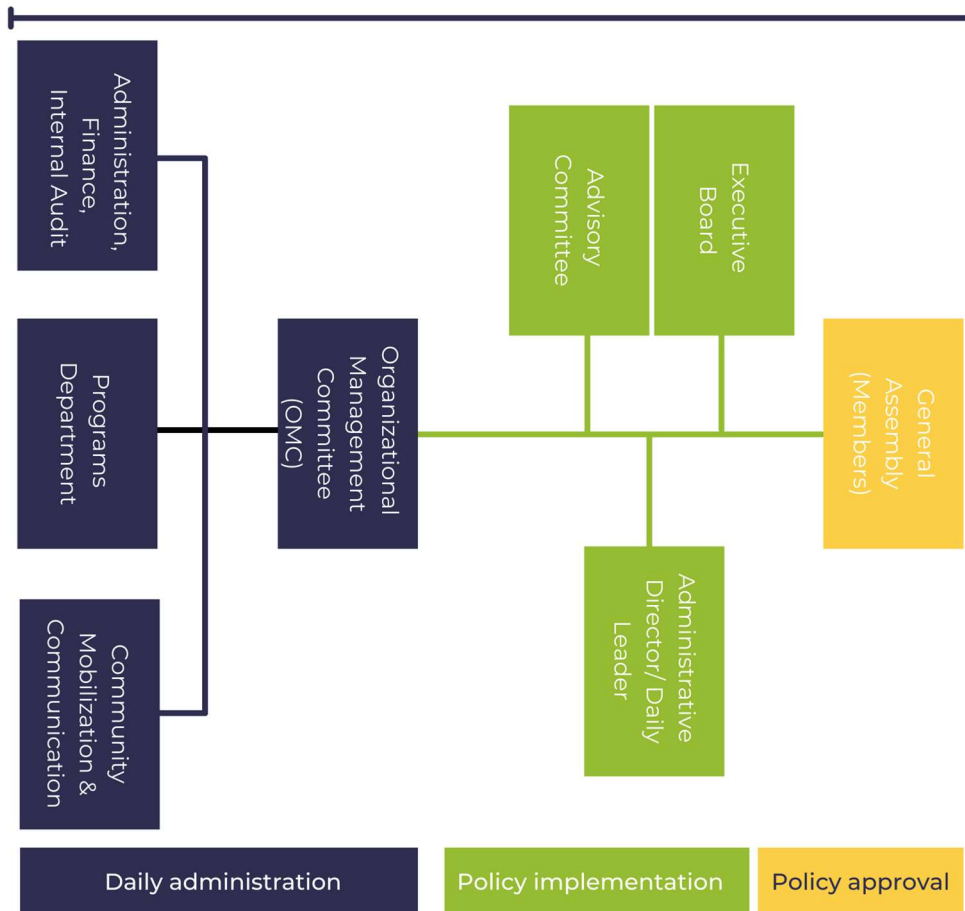 General
Assembly
(Members)
Executive
Board
Advisory
Committee
Administrative
Director/ Daily
Leader
Organizational
Management
Committee
(OMC)
Administration,
Finance,
Internal Audit
Programs
Department
Community
Mobilization &
Communication
Daily administration
Policy implementation
Policy approval